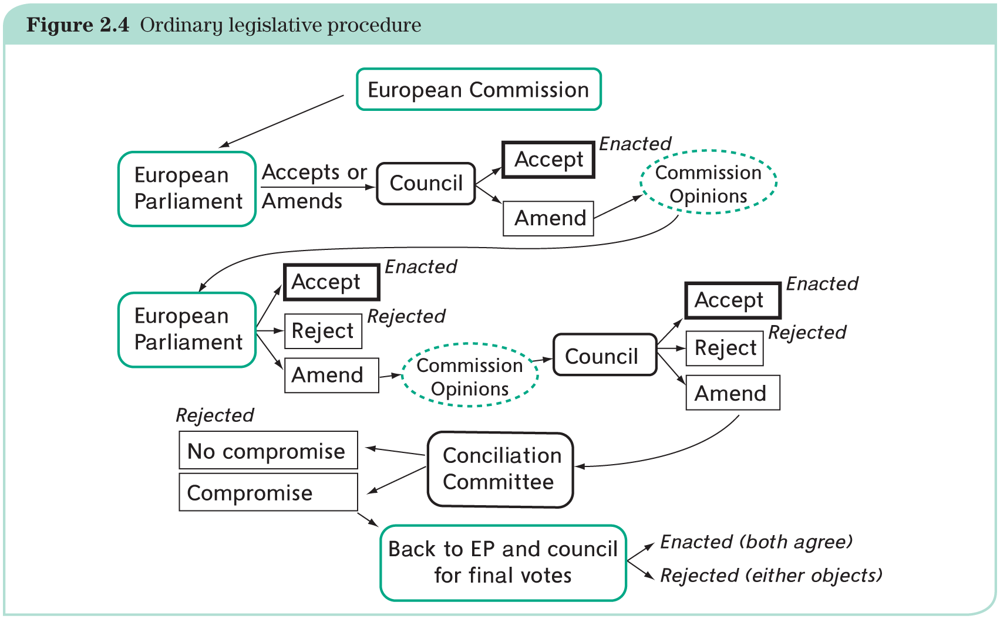 Figure 2.4 Ordinary legislative procedure
European Commission
European
Parliament
Accepts or
Amends
Council
Accept
Enacted
Amend
Commission
Opinions
European
Parliament
Accept
Enacted
Reject
Rejected
Amend
Commission
Opinions
Council
Accept
Enacted
Reject
Rejected
Amend
Conciliation
Committee
Rejected
No compromise
Compromise
Back to EP and council
for final votes
Enacted (both agree)
Rejected (either objects)